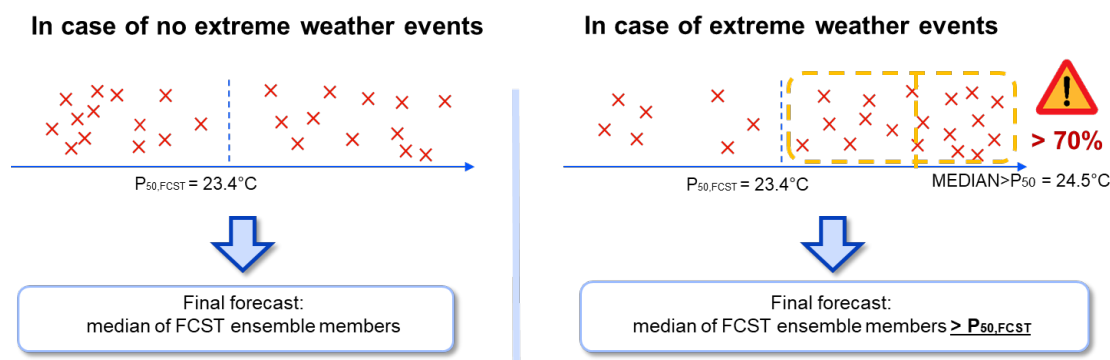 In case of no extreme weather events
P50,FCST = 23.4°C
Final forecast:
median of FCST ensemble members
In case of extreme weather events
> 70%
P50,FCST = 23.4°C
MEDIAN>P50 = 24.5°C
Final forecast:
median of FCST ensemble members > P50,FCST